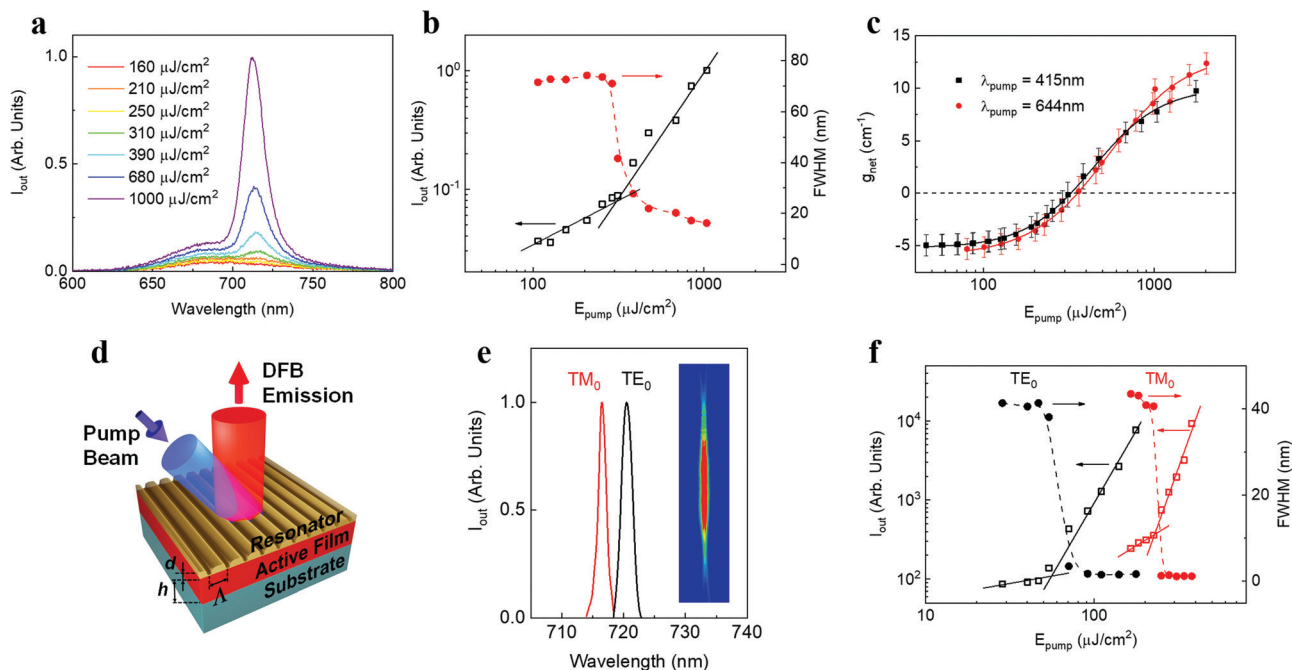 a
I_out (Arb. Units)
1.0
0.5
0.0
160 μJ/cm²
210 μJ/cm²
250 μJ/cm²
310 μJ/cm²
390 μJ/cm²
680 μJ/cm²
1000 μJ/cm²
600 650 700 750 800
Wavelength (nm)
b
I_out (Arb. Units)
10⁰
10⁻¹
80
60
40
20
0
FWHM (nm)
100 1000
E_pump (μJ/cm²)
c
g_net (cm⁻¹)
15
10
5
0
-5
λ_pump = 415nm
λ_pump = 644nm
100 1000
E_pump (μJ/cm²)
d
DFB
Emission
Pump
Beam
Resonator
Active Film
Substrate
d
h
Λ
e
I_out (Arb. Units)
1.0
0.5
0.0
TM₀ TE₀
710 720 730 740
Wavelength (nm)
f
I_out (Arb. Units)
10⁴
10³
10²
TE₀ TM₀
40
20
0
FWHM (nm)
10 100
E_pump (μJ/cm²)